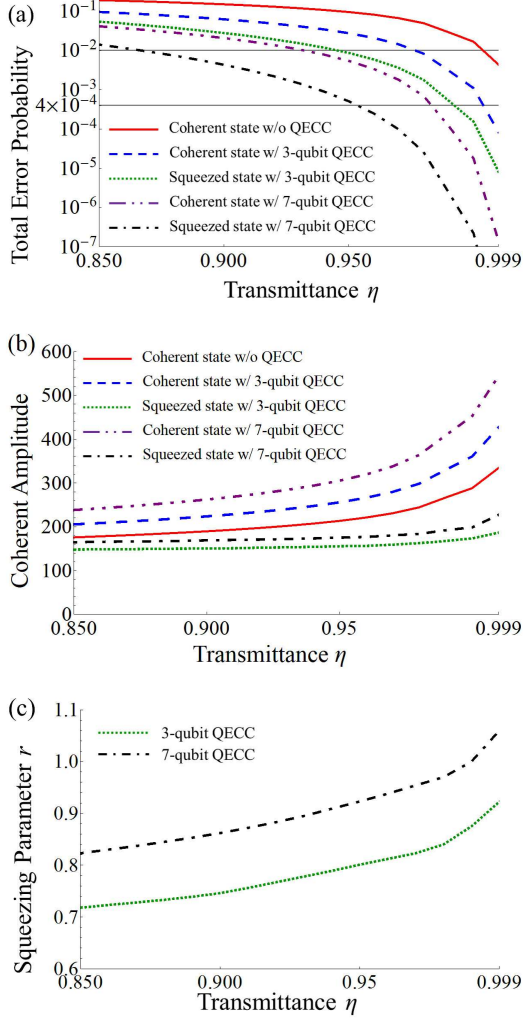 (a)
Total Error Probability
10⁻¹
10⁻²
10⁻³
4×10⁻⁴
10⁻⁴
10⁻⁵
10⁻⁶
10⁻⁷
Coherent state w/o QECC
Coherent state w/ 3-qubit QECC
Squeezed state w/ 3-qubit QECC
Coherent state w/ 7-qubit QECC
Squeezed state w/ 7-qubit QECC
0.850 0.900 0.950 0.999
Transmittance η
(b)
Coherent Amplitude
600
500
400
300
200
100
0
Coherent state w/o QECC
Coherent state w/ 3-qubit QECC
Squeezed state w/ 3-qubit QECC
Coherent state w/ 7-qubit QECC
Squeezed state w/ 7-qubit QECC
0.850 0.900 0.95 0.999
Transmittance η
(c)
Squeezing Parameter r
1.1
1.0
0.9
0.8
0.7
0.6
3-qubit QECC
7-qubit QECC
0.850 0.900 0.95 0.999
Transmittance η